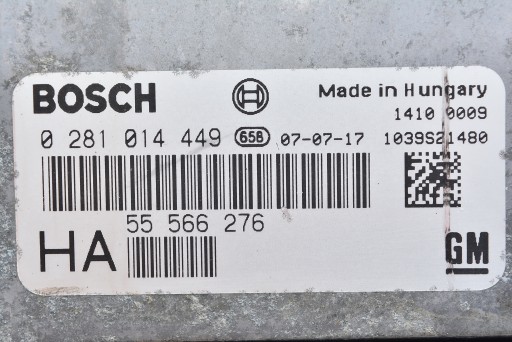 BOSCH
Made in Hungary
1410 0009
0 281 014 449 658 07-07-17 1039S21480
55 566 276
HA
GM